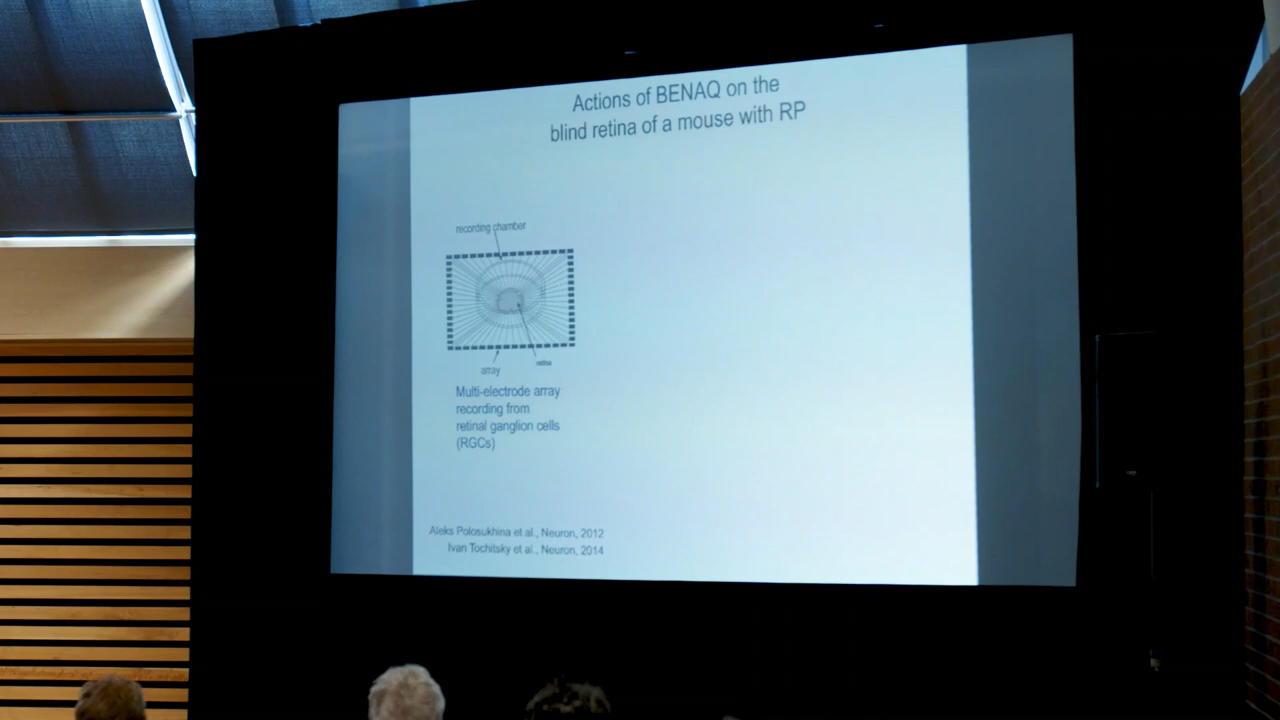 Actions of BENAQ on the
blind retina of a mouse with RP
recording chamber
array
retina
Multi-electrode array
recording from
retinal ganglion cells
(RGCs)
Aleks Polosukhina et al., Neuron, 2012
Ivan Tochitsky et al., Neuron, 2014